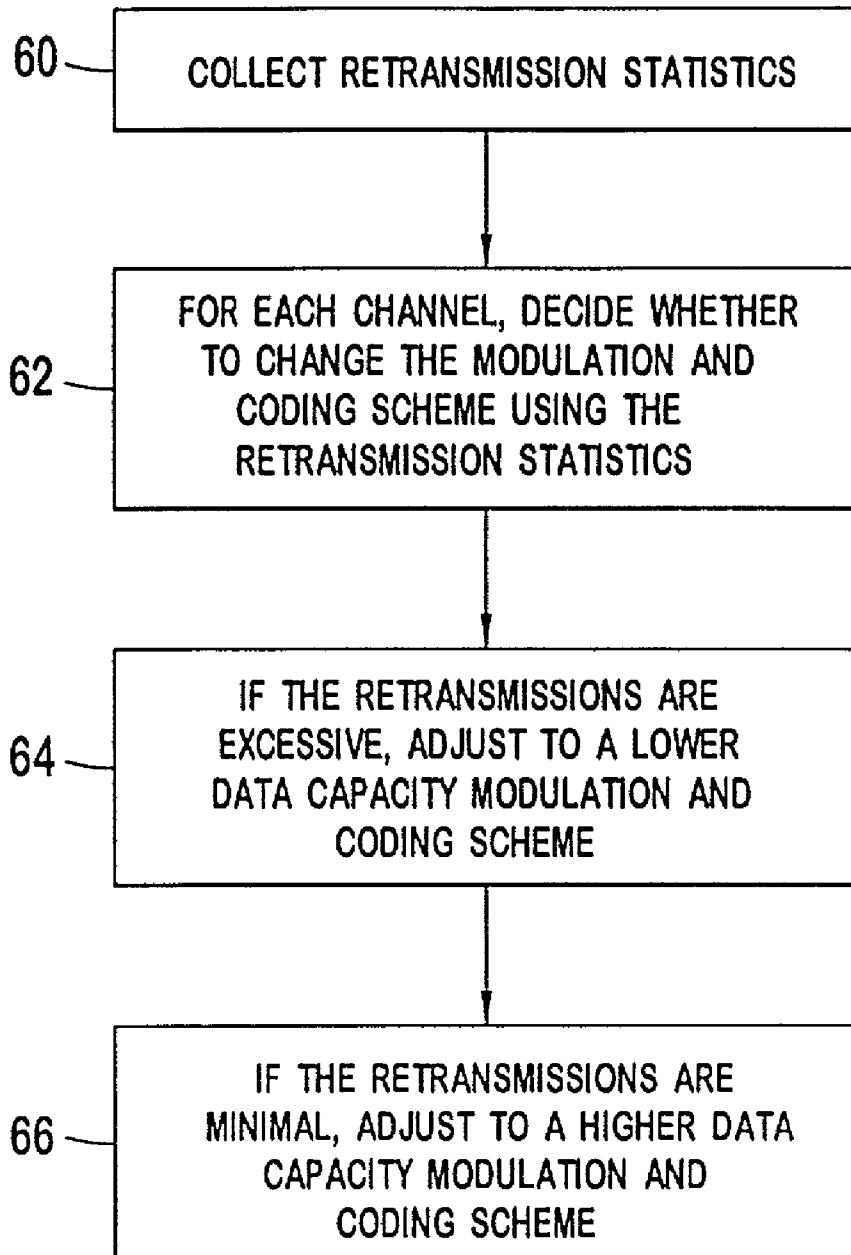 60
COLLECT RETRANSMISSION STATISTICS
62
FOR EACH CHANNEL, DECIDE WHETHER
TO CHANGE THE MODULATION AND
CODING SCHEME USING THE
RETRANSMISSION STATISTICS
64
IF THE RETRANSMISSIONS ARE
EXCESSIVE, ADJUST TO A LOWER
DATA CAPACITY MODULATION AND
CODING SCHEME
66
IF THE RETRANSMISSIONS ARE
MINIMAL, ADJUST TO A HIGHER DATA
CAPACITY MODULATION AND
CODING SCHEME